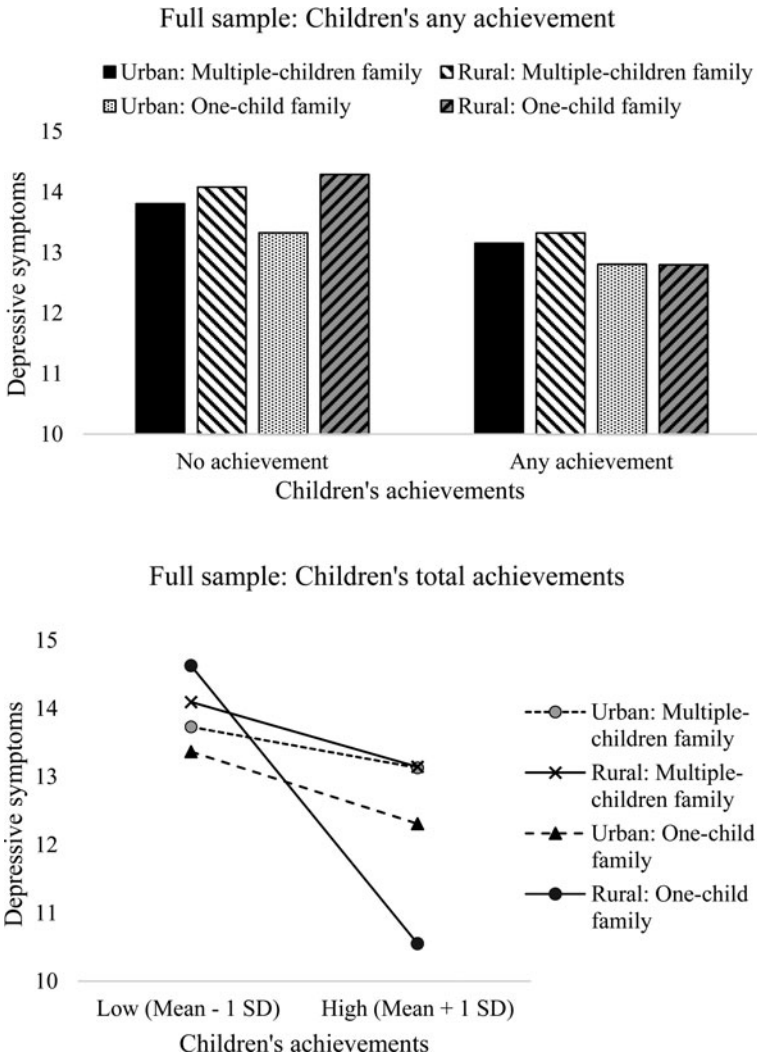 Full sample: Children's any achievement
Urban: Multiple-children family Rural: Multiple-children family
Urban: One-child family Rural: One-child family
15
14
13
12
11
10
Depressive symptoms
No achievement Any achievement
Children's achievements
Full sample: Children's total achievements
15
14
13
12
11
10
Depressive symptoms
Urban: Multiple-
children family
Rural: Multiple-
children family
Urban: One-child
family
Rural: One-child
family
Low (Mean - 1 SD) High (Mean + 1 SD)
Children's achievements